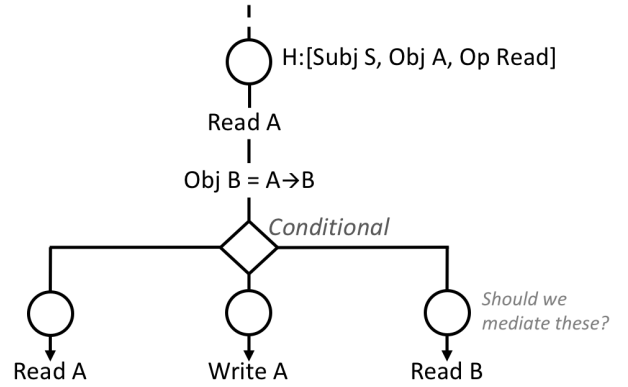 H:[Subj S, Obj A, Op Read]
Read A
Obj B = A→B
Conditional
Should we
mediate these?
Read A
Write A
Read B